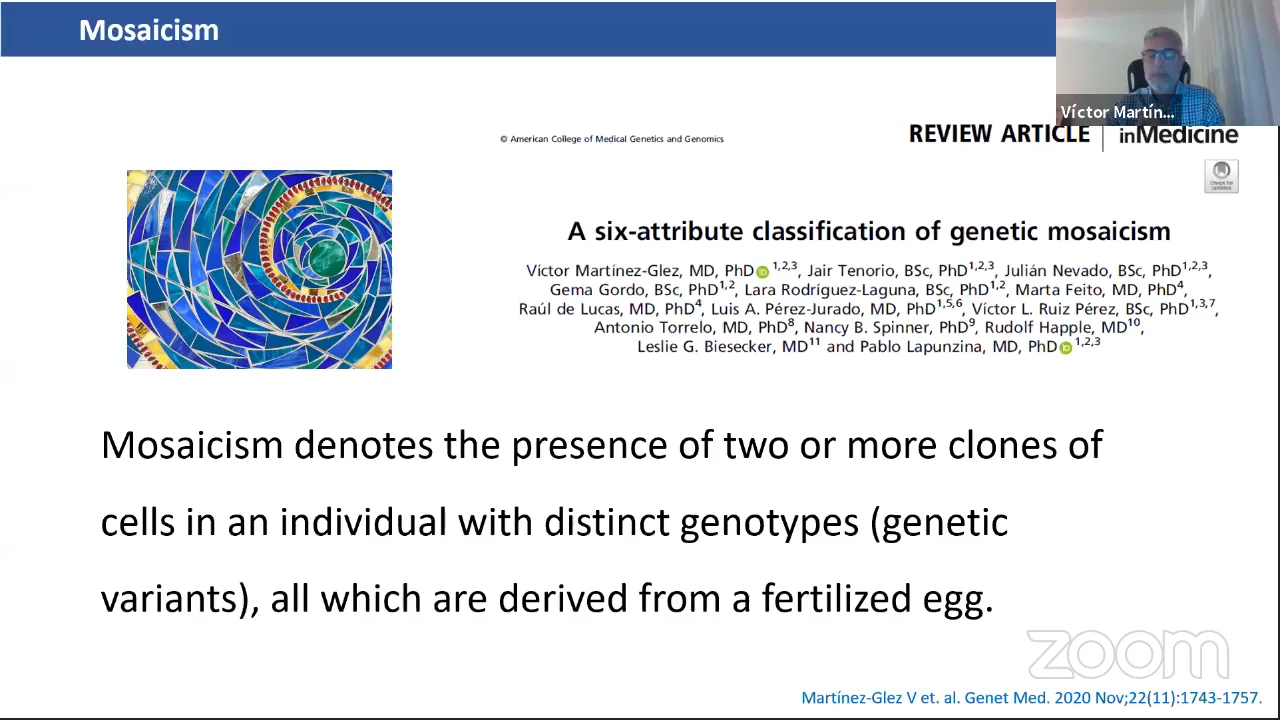 Mosaicism
Víctor Martín...
© American College of Medical Genetics and Genomics
REVIEW ARTICLE
inMedicine
Check for
updates
A six-attribute classification of genetic mosaicism
Víctor Martínez-Glez, MD, PhD 1,2,3, Jair Tenorio, BSc, PhD1,2,3, Julián Nevado, BSc, PhD1,2,3,
Gema Gordo, BSc, PhD1,2, Lara Rodríguez-Laguna, BSc, PhD1,2, Marta Feito, MD, PhD4,
Raúl de Lucas, MD, PhD4, Luis A. Pérez-Jurado, MD, PhD1,5,6, Víctor L. Ruiz Pérez, BSc, PhD1,3,7,
Antonio Torrelo, MD, PhD8, Nancy B. Spinner, PhD9, Rudolf Happle, MD10,
Leslie G. Biesecker, MD11 and Pablo Lapunzina, MD, PhD 1,2,3
Mosaicism denotes the presence of two or more clones of
cells in an individual with distinct genotypes (genetic
variants), all which are derived from a fertilized egg.
zoom
Martínez-Glez V et. al. Genet Med. 2020 Nov;22(11):1743-1757.